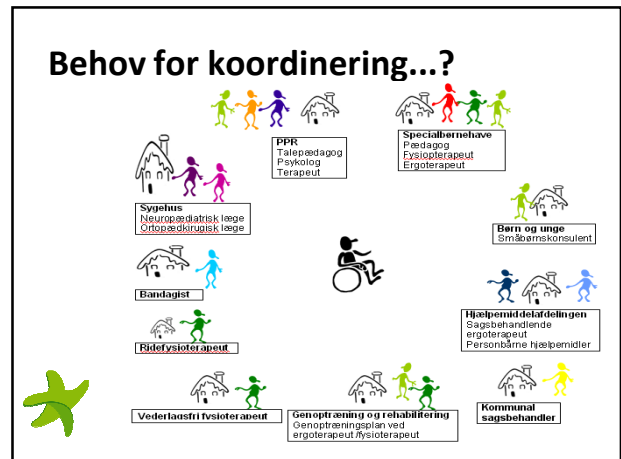 Behov for koordinering...?
PPR
Talepædagog
Psykolog
Terapeut
Specialbørnehave
Pædagog
Fysiopterapeut
Ergoterapeut
Sygehus
Neuropædiatrisk læge
Ortopædkirugisk læge
Børn og unge
Småbørnskonsulent
Bandagist
Hjælpemiddelafdelingen
Sagsbehandlende
ergoterapeut
Personbårne hjælpemidler
Ridefysioterapeut
Vederlagsfri fysioterapeut
Genoptræning og rehabilitering
Genoptræningsplan ved
ergoterapeut /fysioterapeut
Kommunal
sagsbehandler